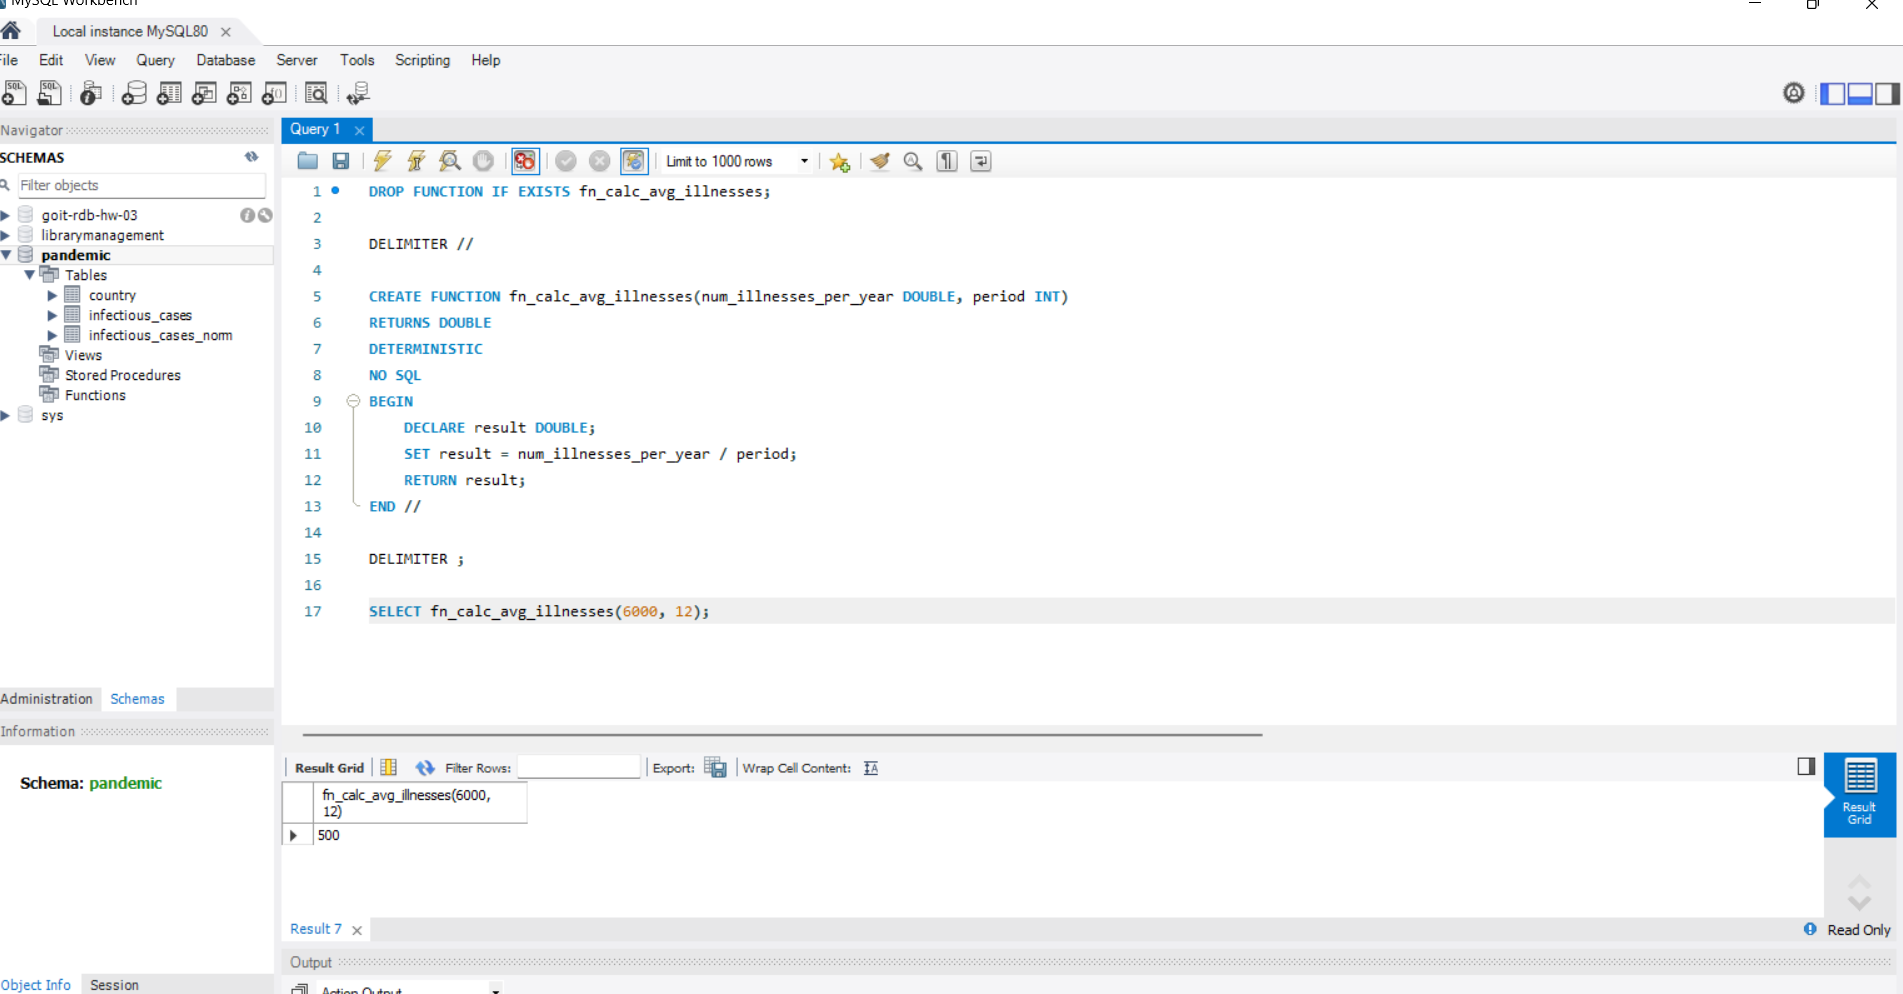 MySQL Workbench
Local instance MySQL80
File Edit View Query Database Server Tools Scripting Help
Navigator
SCHEMAS
Filter objects
goit-rdb-hw-03
librarymanagement
pandemic
Tables
country
infectious_cases
infectious_cases_norm
Views
Stored Procedures
Functions
sys
Administration Schemas
Information
Schema: pandemic
Object Info Session
Query 1
Limit to 1000 rows
1 DROP FUNCTION IF EXISTS fn_calc_avg_illnesses;
2
3 DELIMITER //
4
5 CREATE FUNCTION fn_calc_avg_illnesses(num_illnesses_per_year DOUBLE, period INT)
6 RETURNS DOUBLE
7 DETERMINISTIC
8 NO SQL
9 BEGIN
10 DECLARE result DOUBLE;
11 SET result = num_illnesses_per_year / period;
12 RETURN result;
13 END //
14
15 DELIMITER ;
16
17 SELECT fn_calc_avg_illnesses(6000, 12);
Result Grid Filter Rows: Export: Wrap Cell Content:
fn_calc_avg_illnesses(6000,
12)
500
Result
Grid
Result 7
Read Only
Output
Action Output